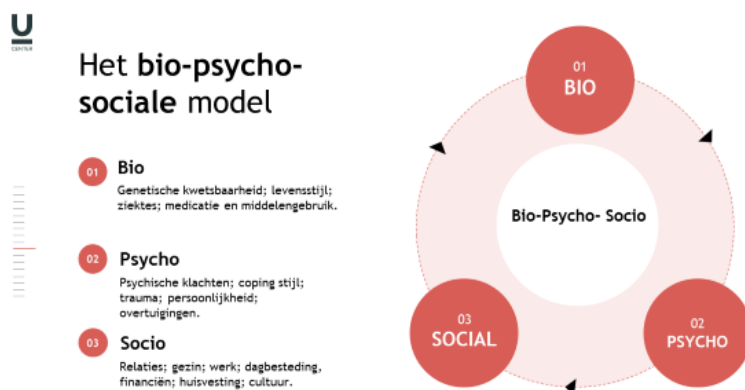 U
CENTER
Het bio-psycho-
sociale model
01 Bio
Genetische kwetsbaarheid; levensstijl;
ziektes; medicatie en middelengebruik.
02 Psycho
Psychische klachten; coping stijl;
trauma; persoonlijkheid;
overtuigingen.
03 Socio
Relaties; gezin; werk; dagbesteding,
financiën; huisvesting; cultuur.
01
BIO
Bio-Psycho- Socio
03
SOCIAL
02
PSYCHO